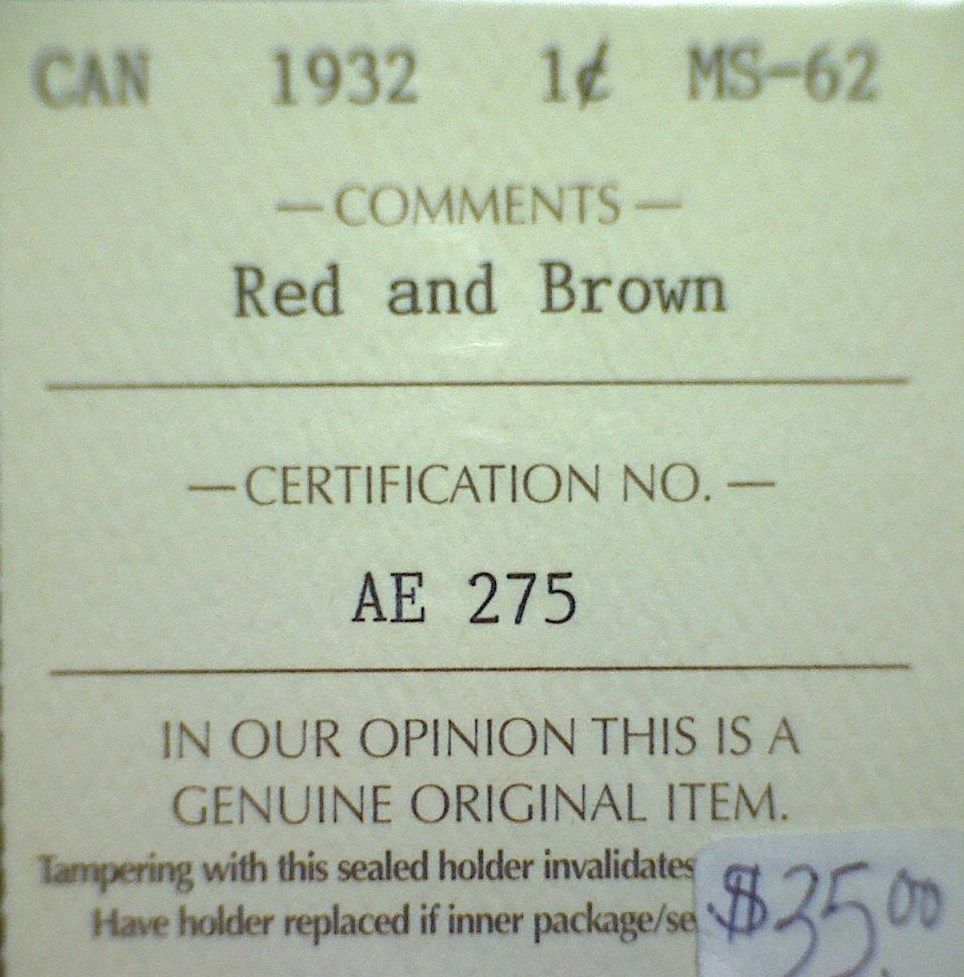 CAN 1932 1¢ MS-62
—COMMENTS—
Red and Brown
—CERTIFICATION NO.—
AE 275
IN OUR OPINION THIS IS A
GENUINE ORIGINAL ITEM.
Tampering with this sealed holder invalidates
Have holder replaced if inner package/se
$35.00